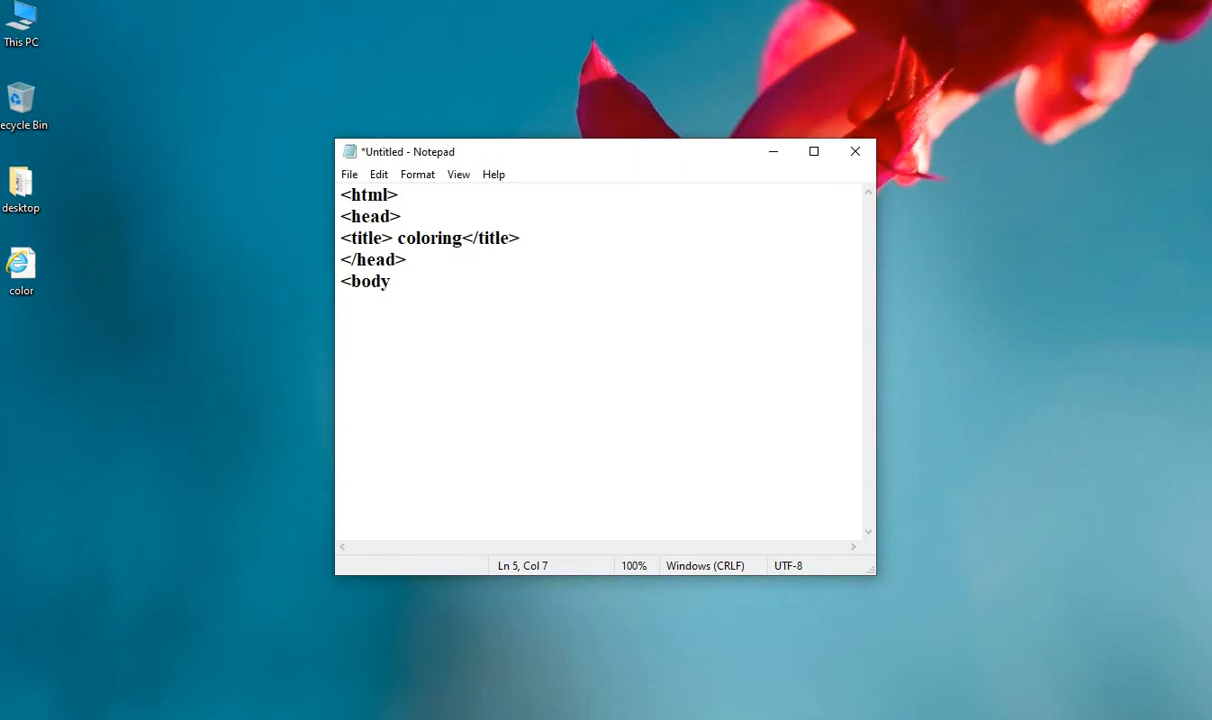 This PC
ecycle Bin
desktop
color
*Untitled - Notepad
File Edit Format View Help
<html>
<head>
<title> coloring</title>
</head>
<body
Ln 5, Col 7 100% Windows (CRLF) UTF-8